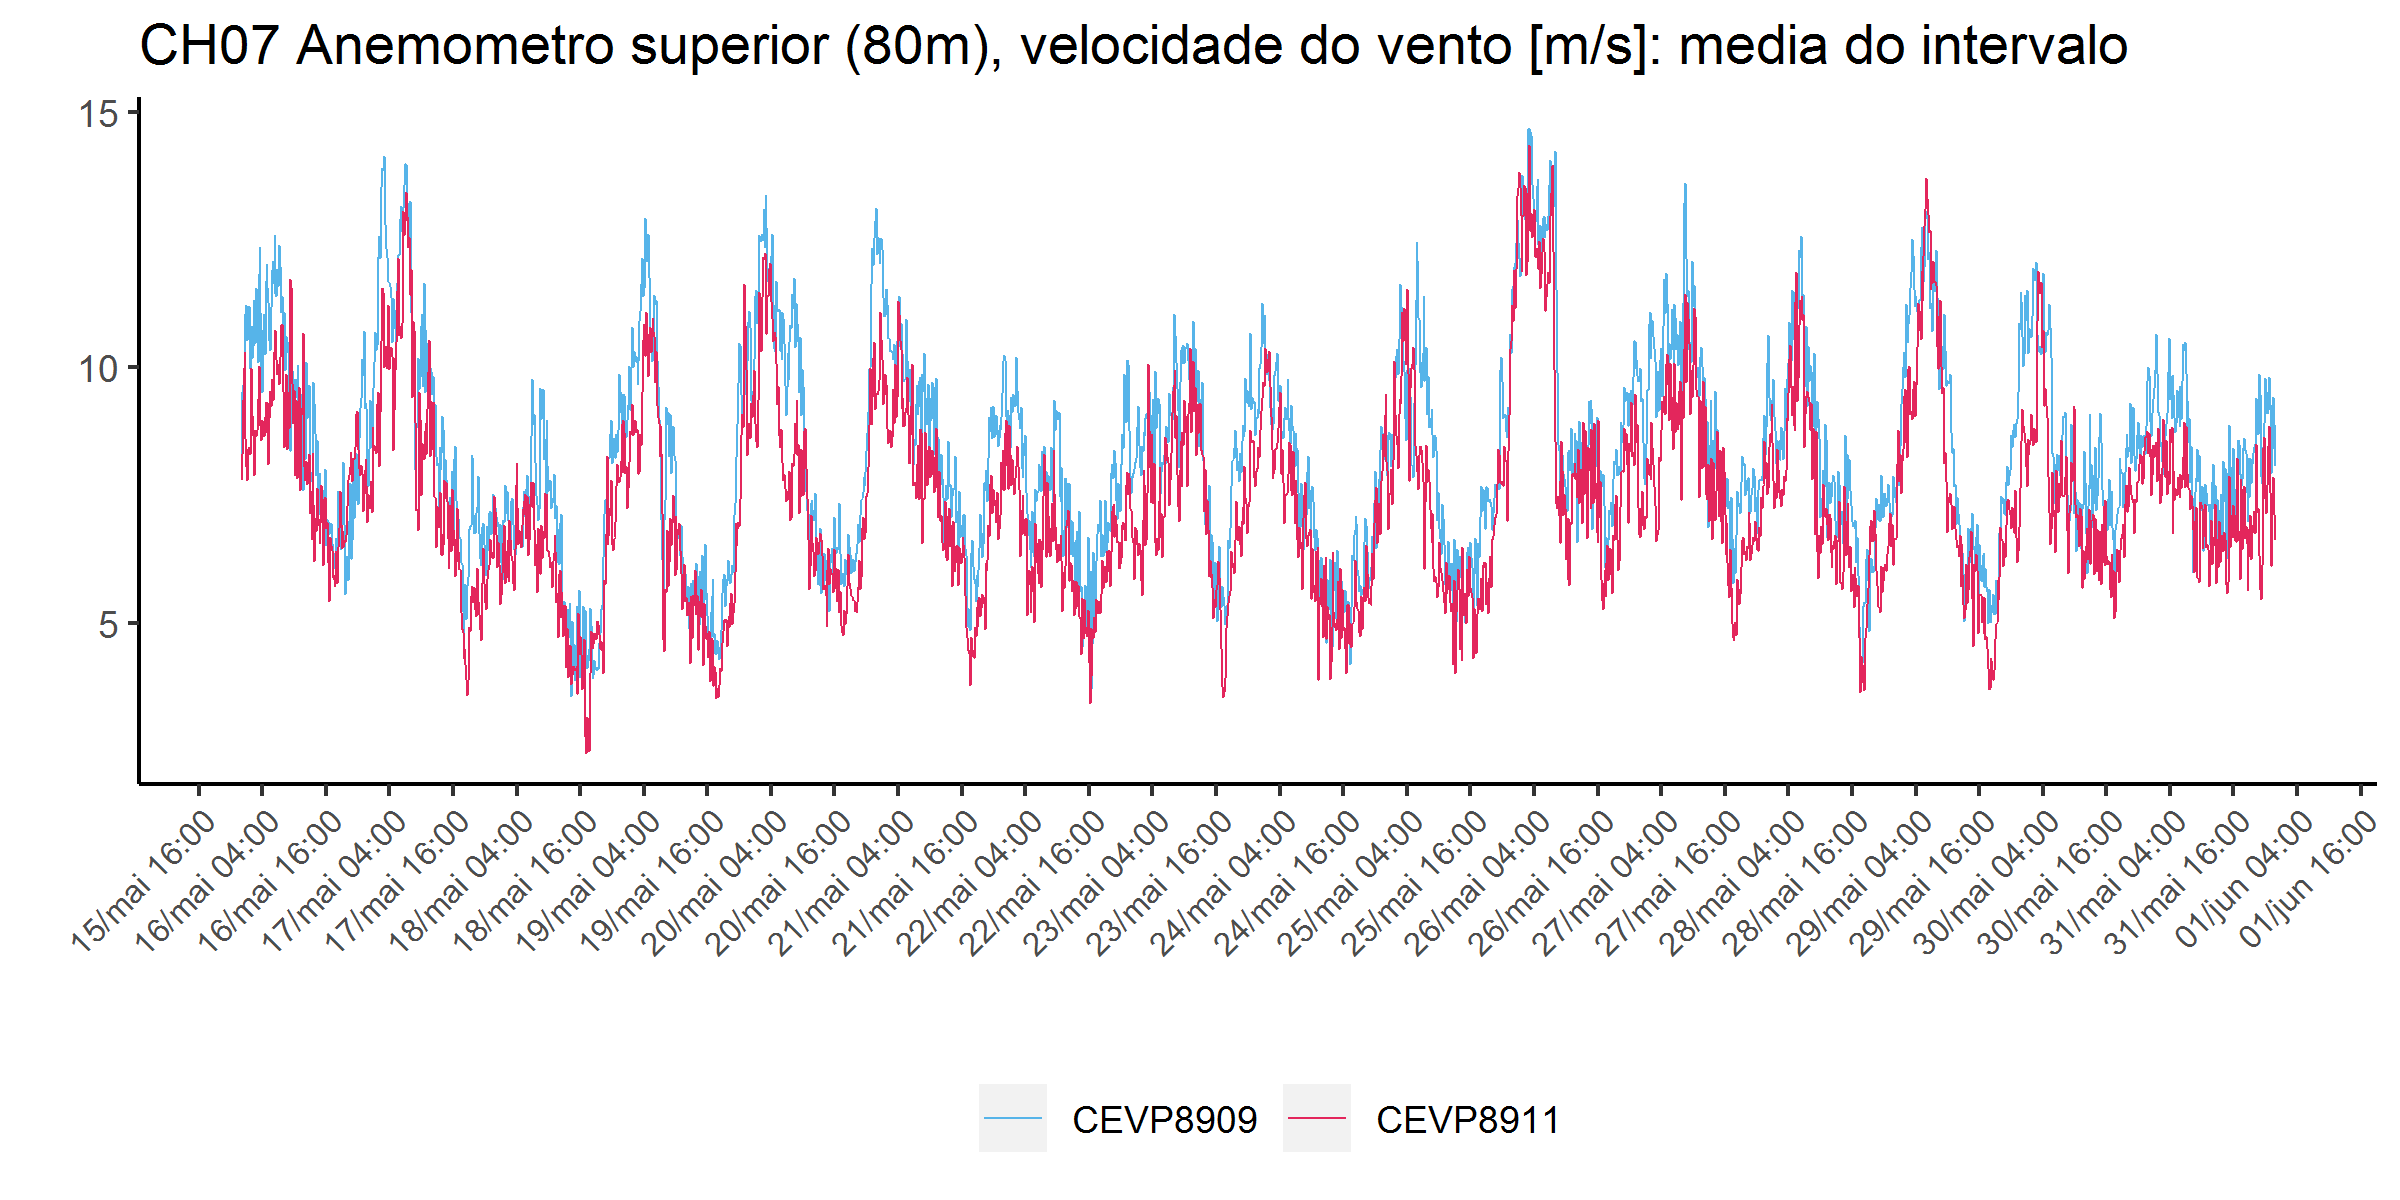 CH07 Anemometro superior (80m), velocidade do vento [m/s]: media do intervalo
15
10
5
15/mai 16:00
16/mai 04:00
16/mai 16:00
17/mai 04:00
17/mai 16:00
18/mai 04:00
18/mai 16:00
19/mai 04:00
19/mai 16:00
20/mai 04:00
20/mai 16:00
21/mai 04:00
21/mai 16:00
22/mai 04:00
22/mai 16:00
23/mai 04:00
23/mai 16:00
24/mai 04:00
24/mai 16:00
25/mai 04:00
25/mai 16:00
26/mai 04:00
26/mai 16:00
27/mai 04:00
27/mai 16:00
28/mai 04:00
28/mai 16:00
29/mai 04:00
29/mai 16:00
30/mai 04:00
30/mai 16:00
31/mai 04:00
31/mai 16:00
01/jun 04:00
01/jun 16:00
CEVP8909
CEVP8911